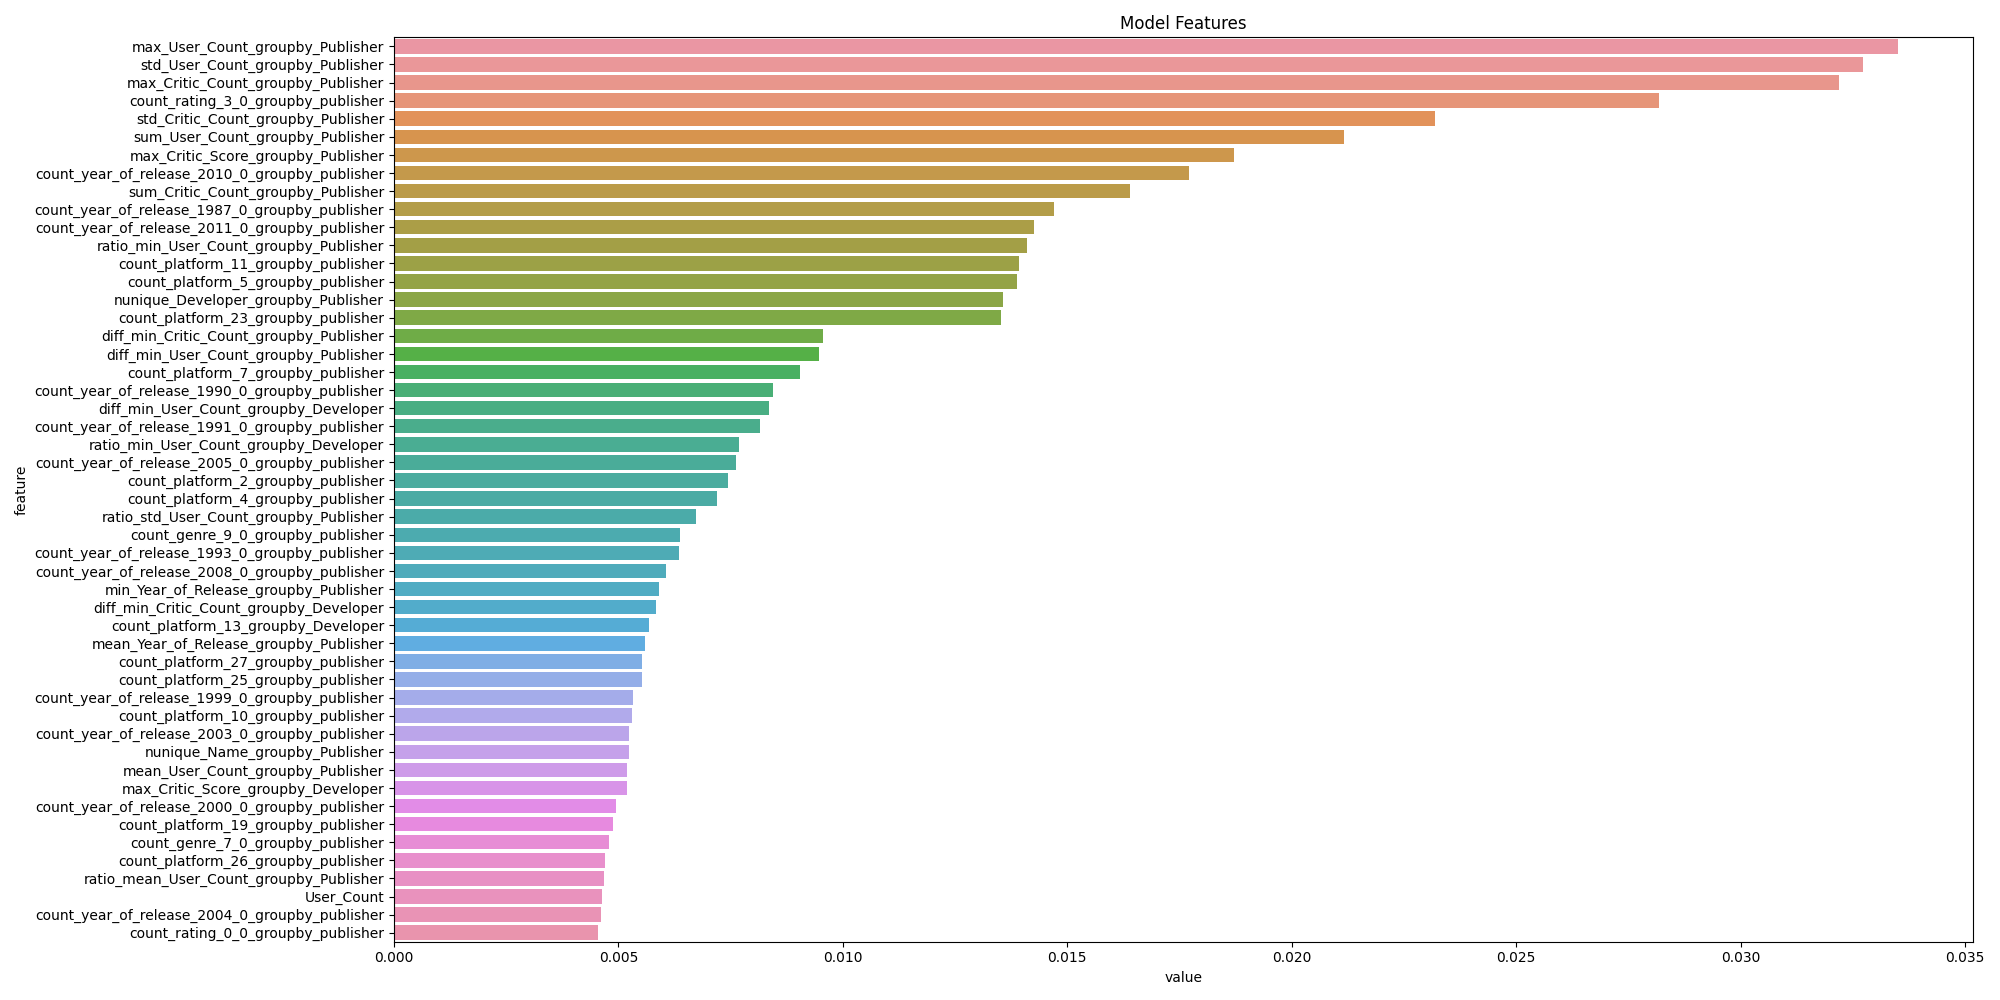 Model Features
max_User_Count_groupby_Publisher
std_User_Count_groupby_Publisher
max_Critic_Count_groupby_Publisher
count_rating_3_0_groupby_publisher
std_Critic_Count_groupby_Publisher
sum_User_Count_groupby_Publisher
max_Critic_Score_groupby_Publisher
count_year_of_release_2010_0_groupby_publisher
sum_Critic_Count_groupby_Publisher
count_year_of_release_1987_0_groupby_publisher
count_year_of_release_2011_0_groupby_publisher
ratio_min_User_Count_groupby_Publisher
count_platform_11_groupby_publisher
count_platform_5_groupby_publisher
nunique_Developer_groupby_Publisher
count_platform_23_groupby_publisher
diff_min_Critic_Count_groupby_Publisher
diff_min_User_Count_groupby_Publisher
count_platform_7_groupby_publisher
count_year_of_release_1990_0_groupby_publisher
diff_min_User_Count_groupby_Developer
count_year_of_release_1991_0_groupby_publisher
ratio_min_User_Count_groupby_Developer
count_year_of_release_2005_0_groupby_publisher
count_platform_2_groupby_publisher
count_platform_4_groupby_publisher
ratio_std_User_Count_groupby_Publisher
count_genre_9_0_groupby_publisher
count_year_of_release_1993_0_groupby_publisher
count_year_of_release_2008_0_groupby_publisher
min_Year_of_Release_groupby_Publisher
diff_min_Critic_Count_groupby_Developer
count_platform_13_groupby_Developer
mean_Year_of_Release_groupby_Publisher
count_platform_27_groupby_publisher
count_platform_25_groupby_publisher
count_year_of_release_1999_0_groupby_publisher
count_platform_10_groupby_publisher
count_year_of_release_2003_0_groupby_publisher
nunique_Name_groupby_Publisher
mean_User_Count_groupby_Publisher
max_Critic_Score_groupby_Developer
count_year_of_release_2000_0_groupby_publisher
count_platform_19_groupby_publisher
count_genre_7_0_groupby_publisher
count_platform_26_groupby_publisher
ratio_mean_User_Count_groupby_Publisher
User_Count
count_year_of_release_2004_0_groupby_publisher
count_rating_0_0_groupby_publisher
feature
0.000 0.005 0.010 0.015 0.020 0.025 0.030 0.035
value